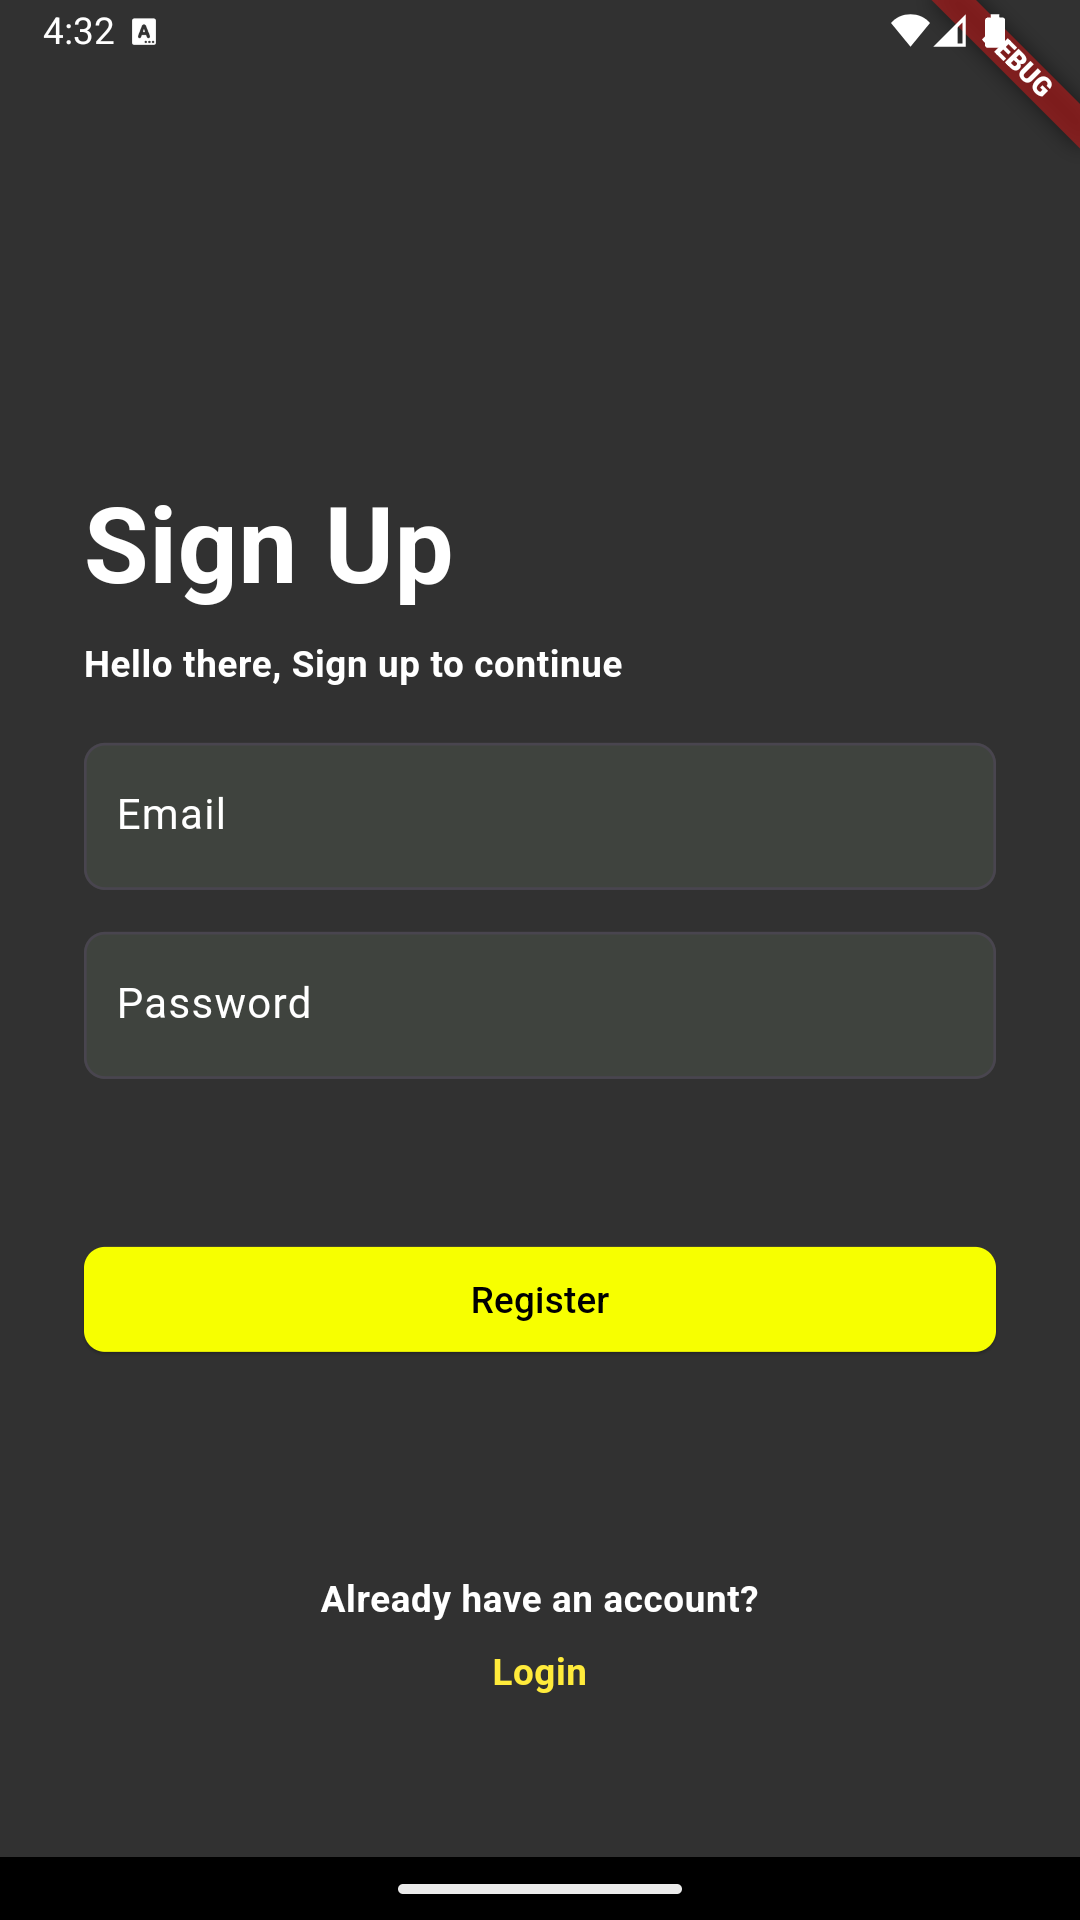 4:32
EBUG
Sign Up
Hello there, Sign up to continue
Email
Password
Register
Already have an account?
Login